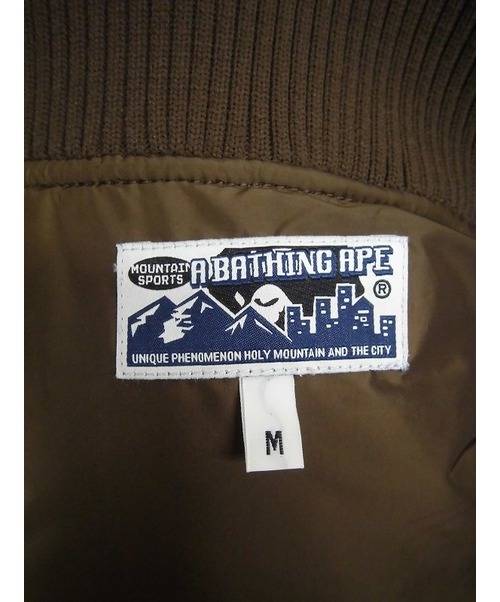 MOUNTAIN
SPORTS
A BATHING APE
®
UNIQUE PHENOMENON HOLY MOUNTAIN AND THE CITY
M